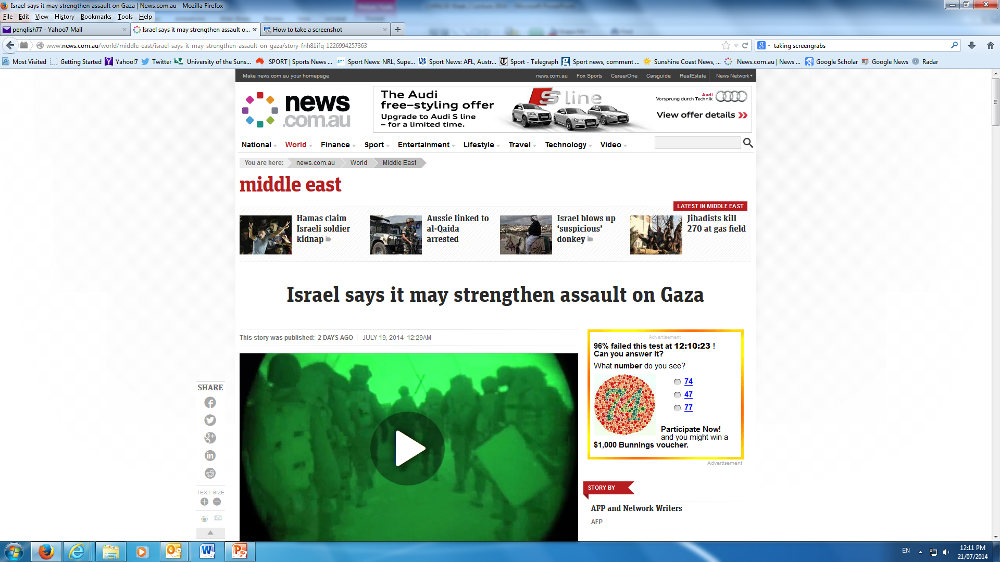 Israel says it may strengthen assault on Gaza | News.com.au - Mozilla Firefox
File Edit View History Bookmarks Tools Help
penglish77 - Yahoo7 Mail
Israel says it may strengthen assault o...
How to take a screenshot
www.news.com.au/world/middle-east/israel-says-it-may-strengthen-assault-on-gaza/story-fnh81ifq-1226994257363
taking screengrabs
Most Visited Getting Started Yahoo!7 Twitter University of the Suns... SPORT | Sports News ... Sport News: NRL, Supe... Sport News: AFL, Austr... Sport - Telegraph Sport news, comment ... Sunshine Coast News, ... News.com.au | News ... Google Scholar Google News Radar
Make news.com.au your homepage
news.com.au Fox Sports CareerOne Carsguide RealEstate News Network
news
.com.au
The Audi
free-styling offer
Upgrade to Audi S line
– for a limited time.
S line
Audi
Vorsprung durch Technik
View offer details
National World Finance Sport Entertainment Lifestyle Travel Technology Video
You are here: news.com.au World Middle East
middle east
LATEST IN MIDDLE EAST
Hamas claim
Israeli soldier
kidnap
Aussie linked to
al-Qaida
arrested
Israel blows up
‘suspicious’
donkey
Jihadists kill
270 at gas field
Israel says it may strengthen assault on Gaza
This story was published: 2 DAYS AGO | JULY 19, 2014 12:29AM
SHARE
TEXT SIZE
Advertisement
96% failed this test at 12:10:23 !
Can you answer it?
What number do you see?
74
74
47
77
Participate Now!
and you might win a
$1,000 Bunnings voucher.
Advertisement
STORY BY
AFP and Network Writers
AFP
EN
12:11 PM
21/07/2014